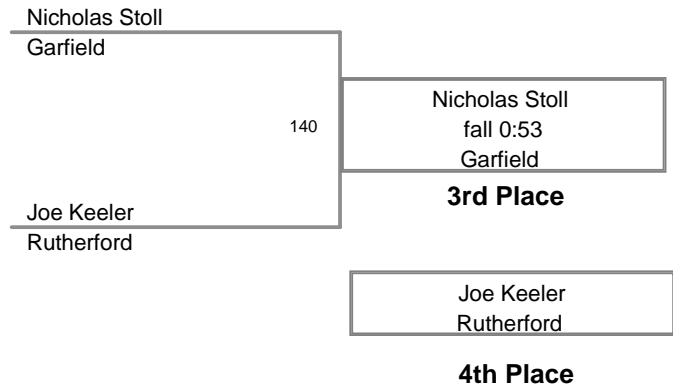 Nicholas Stoll
Garfield
140
Nicholas Stoll
fall 0:53
Garfield
3rd Place
Joe Keeler
Rutherford
Joe Keeler
Rutherford
4th Place